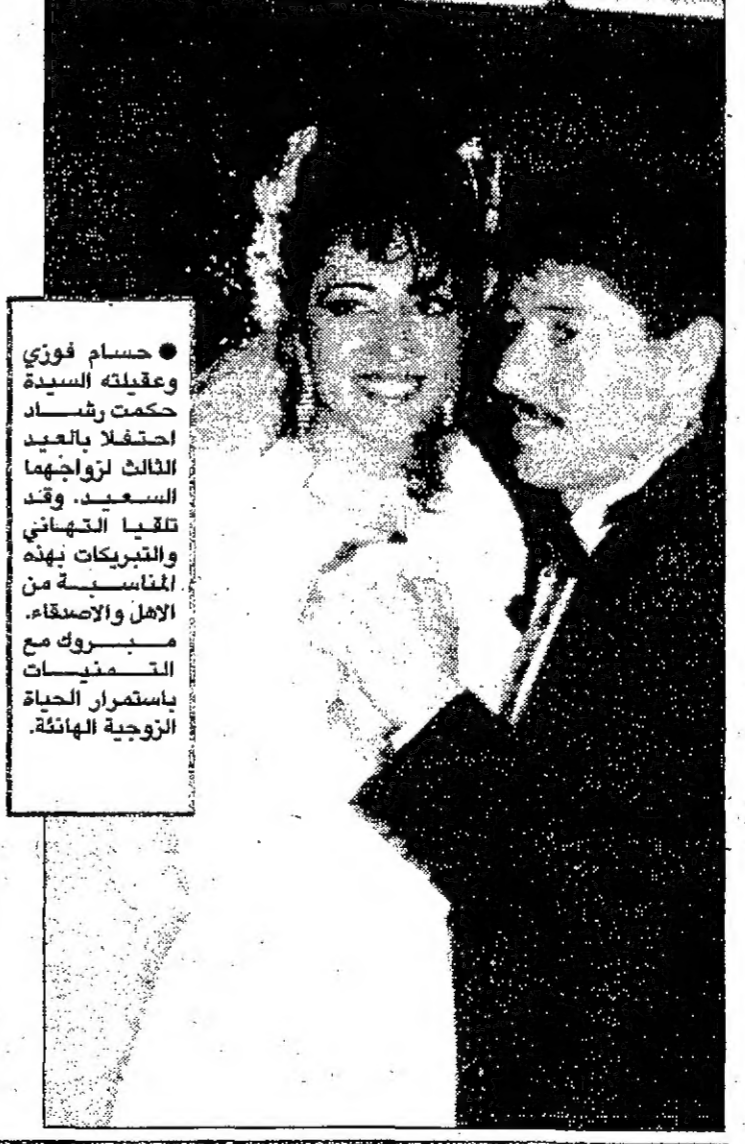 ● حسام فوزي
وعقيلته السيدة
حكمت رشاد
احتفلا بالعيد
الثالث لزواجهما
السعيد. وقد
تلقيا التهاني
والتبريكات بهذه
المناسبة من
الاهل والاصدقاء.
مبروك مع
التمنيات
باستمرار الحياة
الزوجية الهانئة.